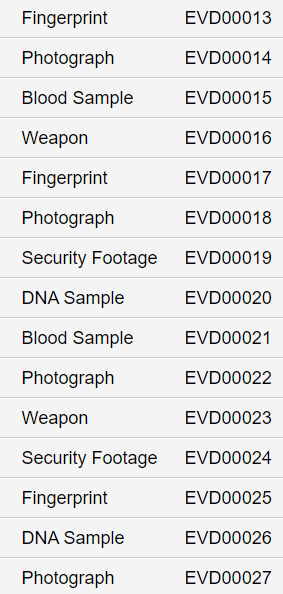 Fingerprint EVD00013
Photograph EVD00014
Blood Sample EVD00015
Weapon EVD00016
Fingerprint EVD00017
Photograph EVD00018
Security Footage EVD00019
DNA Sample EVD00020
Blood Sample EVD00021
Photograph EVD00022
Weapon EVD00023
Security Footage EVD00024
Fingerprint EVD00025
DNA Sample EVD00026
Photograph EVD00027